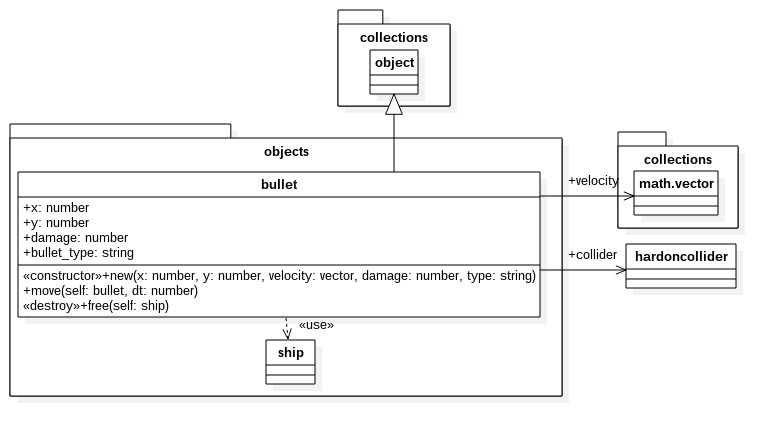 collections
object
objects
bullet
+x: number
+y: number
+damage: number
+bullet_type: string
«constructor»+new(x: number, y: number, velocity: vector, damage: number, type: string)
+move(self: bullet, dt: number)
«destroy»+free(self: ship)
«use»
ship
+velocity
collections
math.vector
+collider
hardoncollider